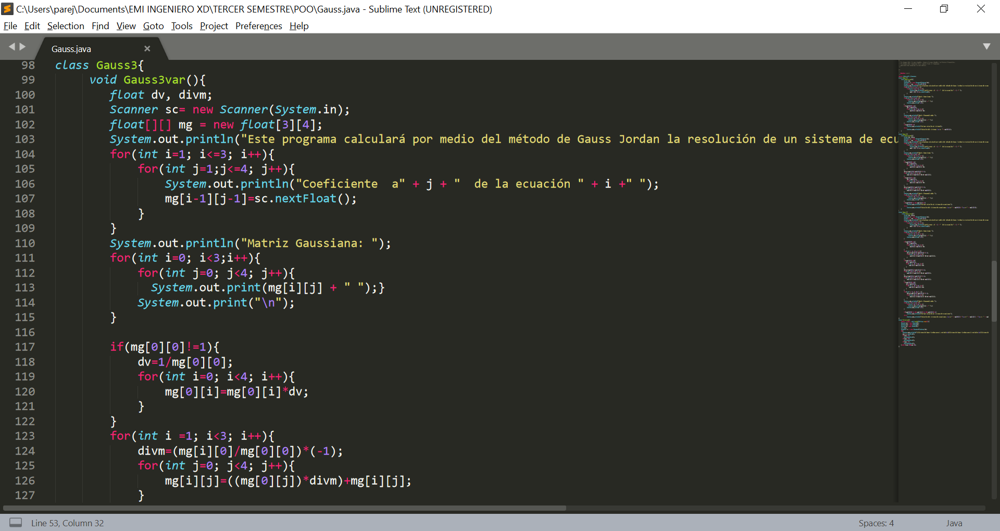 C:\Users\parej\Documents\EMI INGENIERO XD\TERCER SEMESTRE\POO\Gauss.java - Sublime Text (UNREGISTERED)
File Edit Selection Find View Goto Tools Project Preferences Help
Gauss.java
98 class Gauss3{
99 void Gauss3var(){
100 float dv, divm;
101 Scanner sc= new Scanner(System.in);
102 float[][] mg = new float[3][4];
103 System.out.println("Este programa calculará por medio del método de Gauss Jordan la resolución de un sistema de ecu
104 for(int i=1; i<=3; i++){
105 for(int j=1;j<=4; j++){
106 System.out.println("Coeficiente  a" + j + "  de la ecuación " + i +" ");
107 mg[i-1][j-1]=sc.nextFloat();
108 }
109 }
110 System.out.println("Matriz Gaussiana: ");
111 for(int i=0; i<3;i++){
112 for(int j=0; j<4; j++){
113 System.out.print(mg[i][j] + " ");}
114 System.out.print("\n");
115 }
116
117 if(mg[0][0]!=1){
118 dv=1/mg[0][0];
119 for(int i=0; i<4; i++){
120 mg[0][i]=mg[0][i]*dv;
121 }
122 }
123 for(int i =1; i<3; i++){
124 divm=(mg[i][0]/mg[0][0])*(-1);
125 for(int j=0; j<4; j++){
126 mg[i][j]=((mg[0][j])*divm)+mg[i][j];
127 }
Line 53, Column 32 Spaces: 4 Java